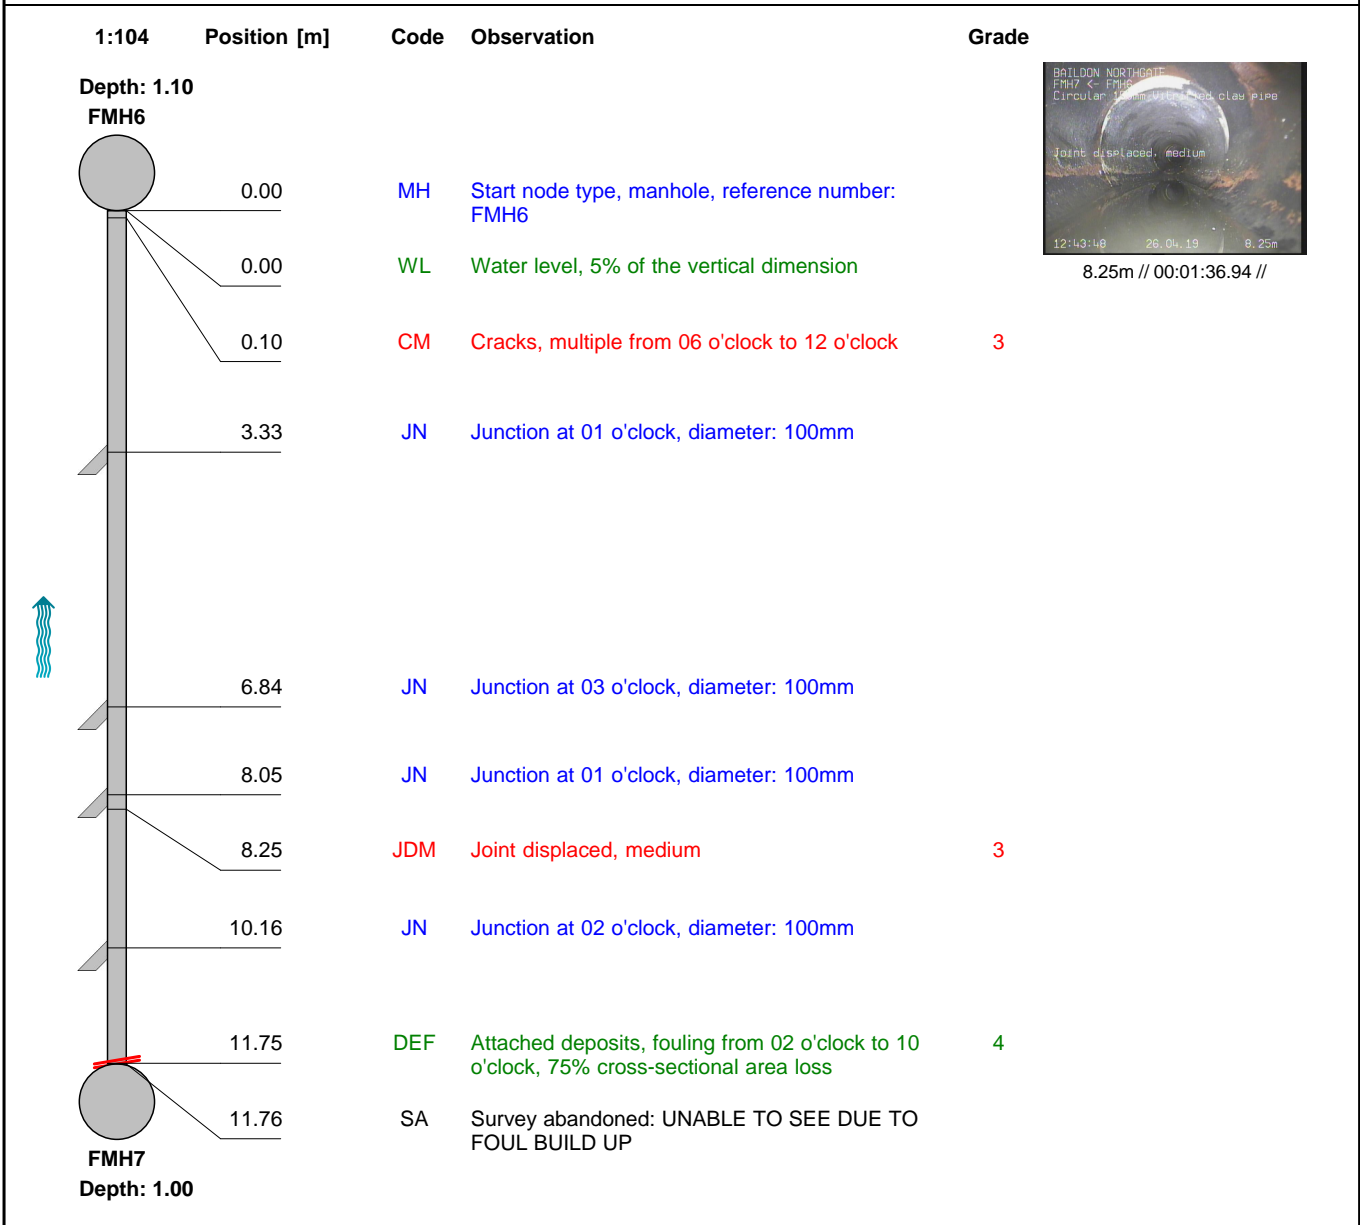 1:104 Position [m] Code Observation Grade
Depth: 1.10
FMH6
0.00 MH Start node type, manhole, reference number:
FMH6
0.00 WL Water level, 5% of the vertical dimension
0.10 CM Cracks, multiple from 06 o'clock to 12 o'clock 3
3.33 JN Junction at 01 o'clock, diameter: 100mm
6.84 JN Junction at 03 o'clock, diameter: 100mm
8.05 JN Junction at 01 o'clock, diameter: 100mm
8.25 JDM Joint displaced, medium 3
10.16 JN Junction at 02 o'clock, diameter: 100mm
11.75 DEF Attached deposits, fouling from 02 o'clock to 10
o'clock, 75% cross-sectional area loss 4
11.76 SA Survey abandoned: UNABLE TO SEE DUE TO
FOUL BUILD UP
FMH7
Depth: 1.00
BAILDON NORTHGATE
FMH7 <- FMH6
Circular clay pipe
Joint displaced, medium
12:43:48 26.04.19 8.25m
8.25m // 00:01:36.94 //